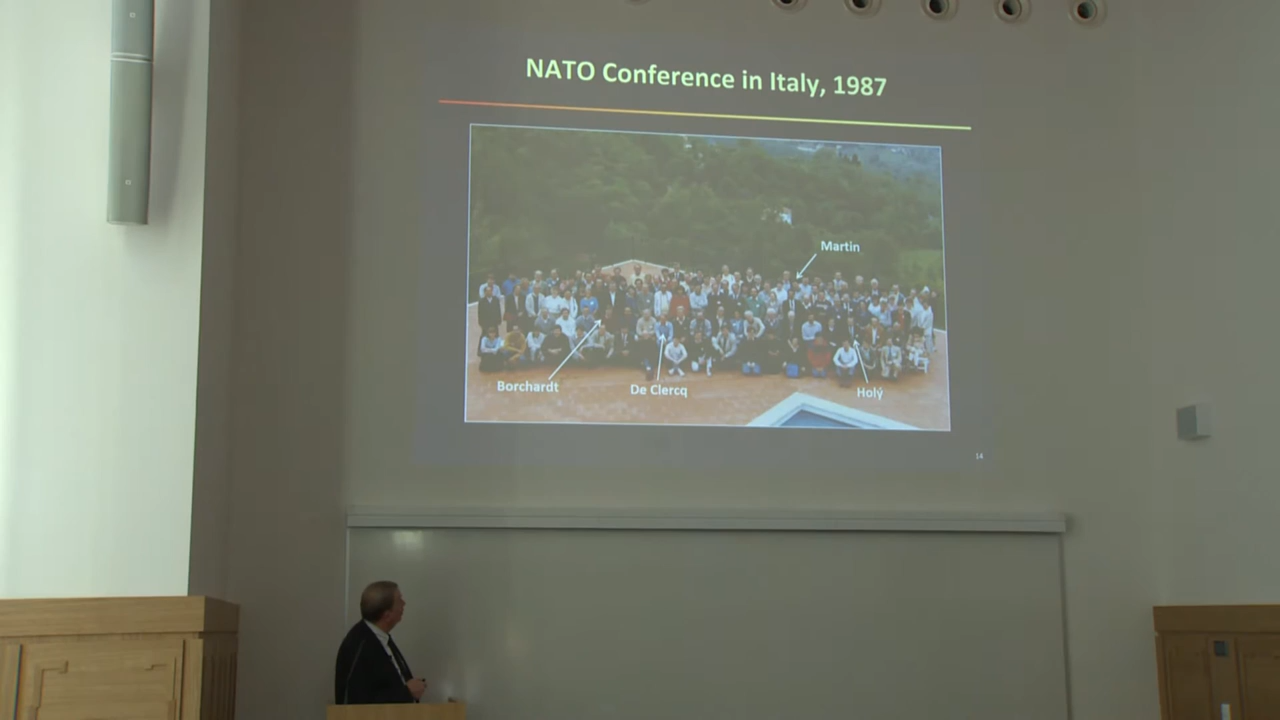 NATO Conference in Italy, 1987
Martin
Borchardt
De Clercq
Holý
14